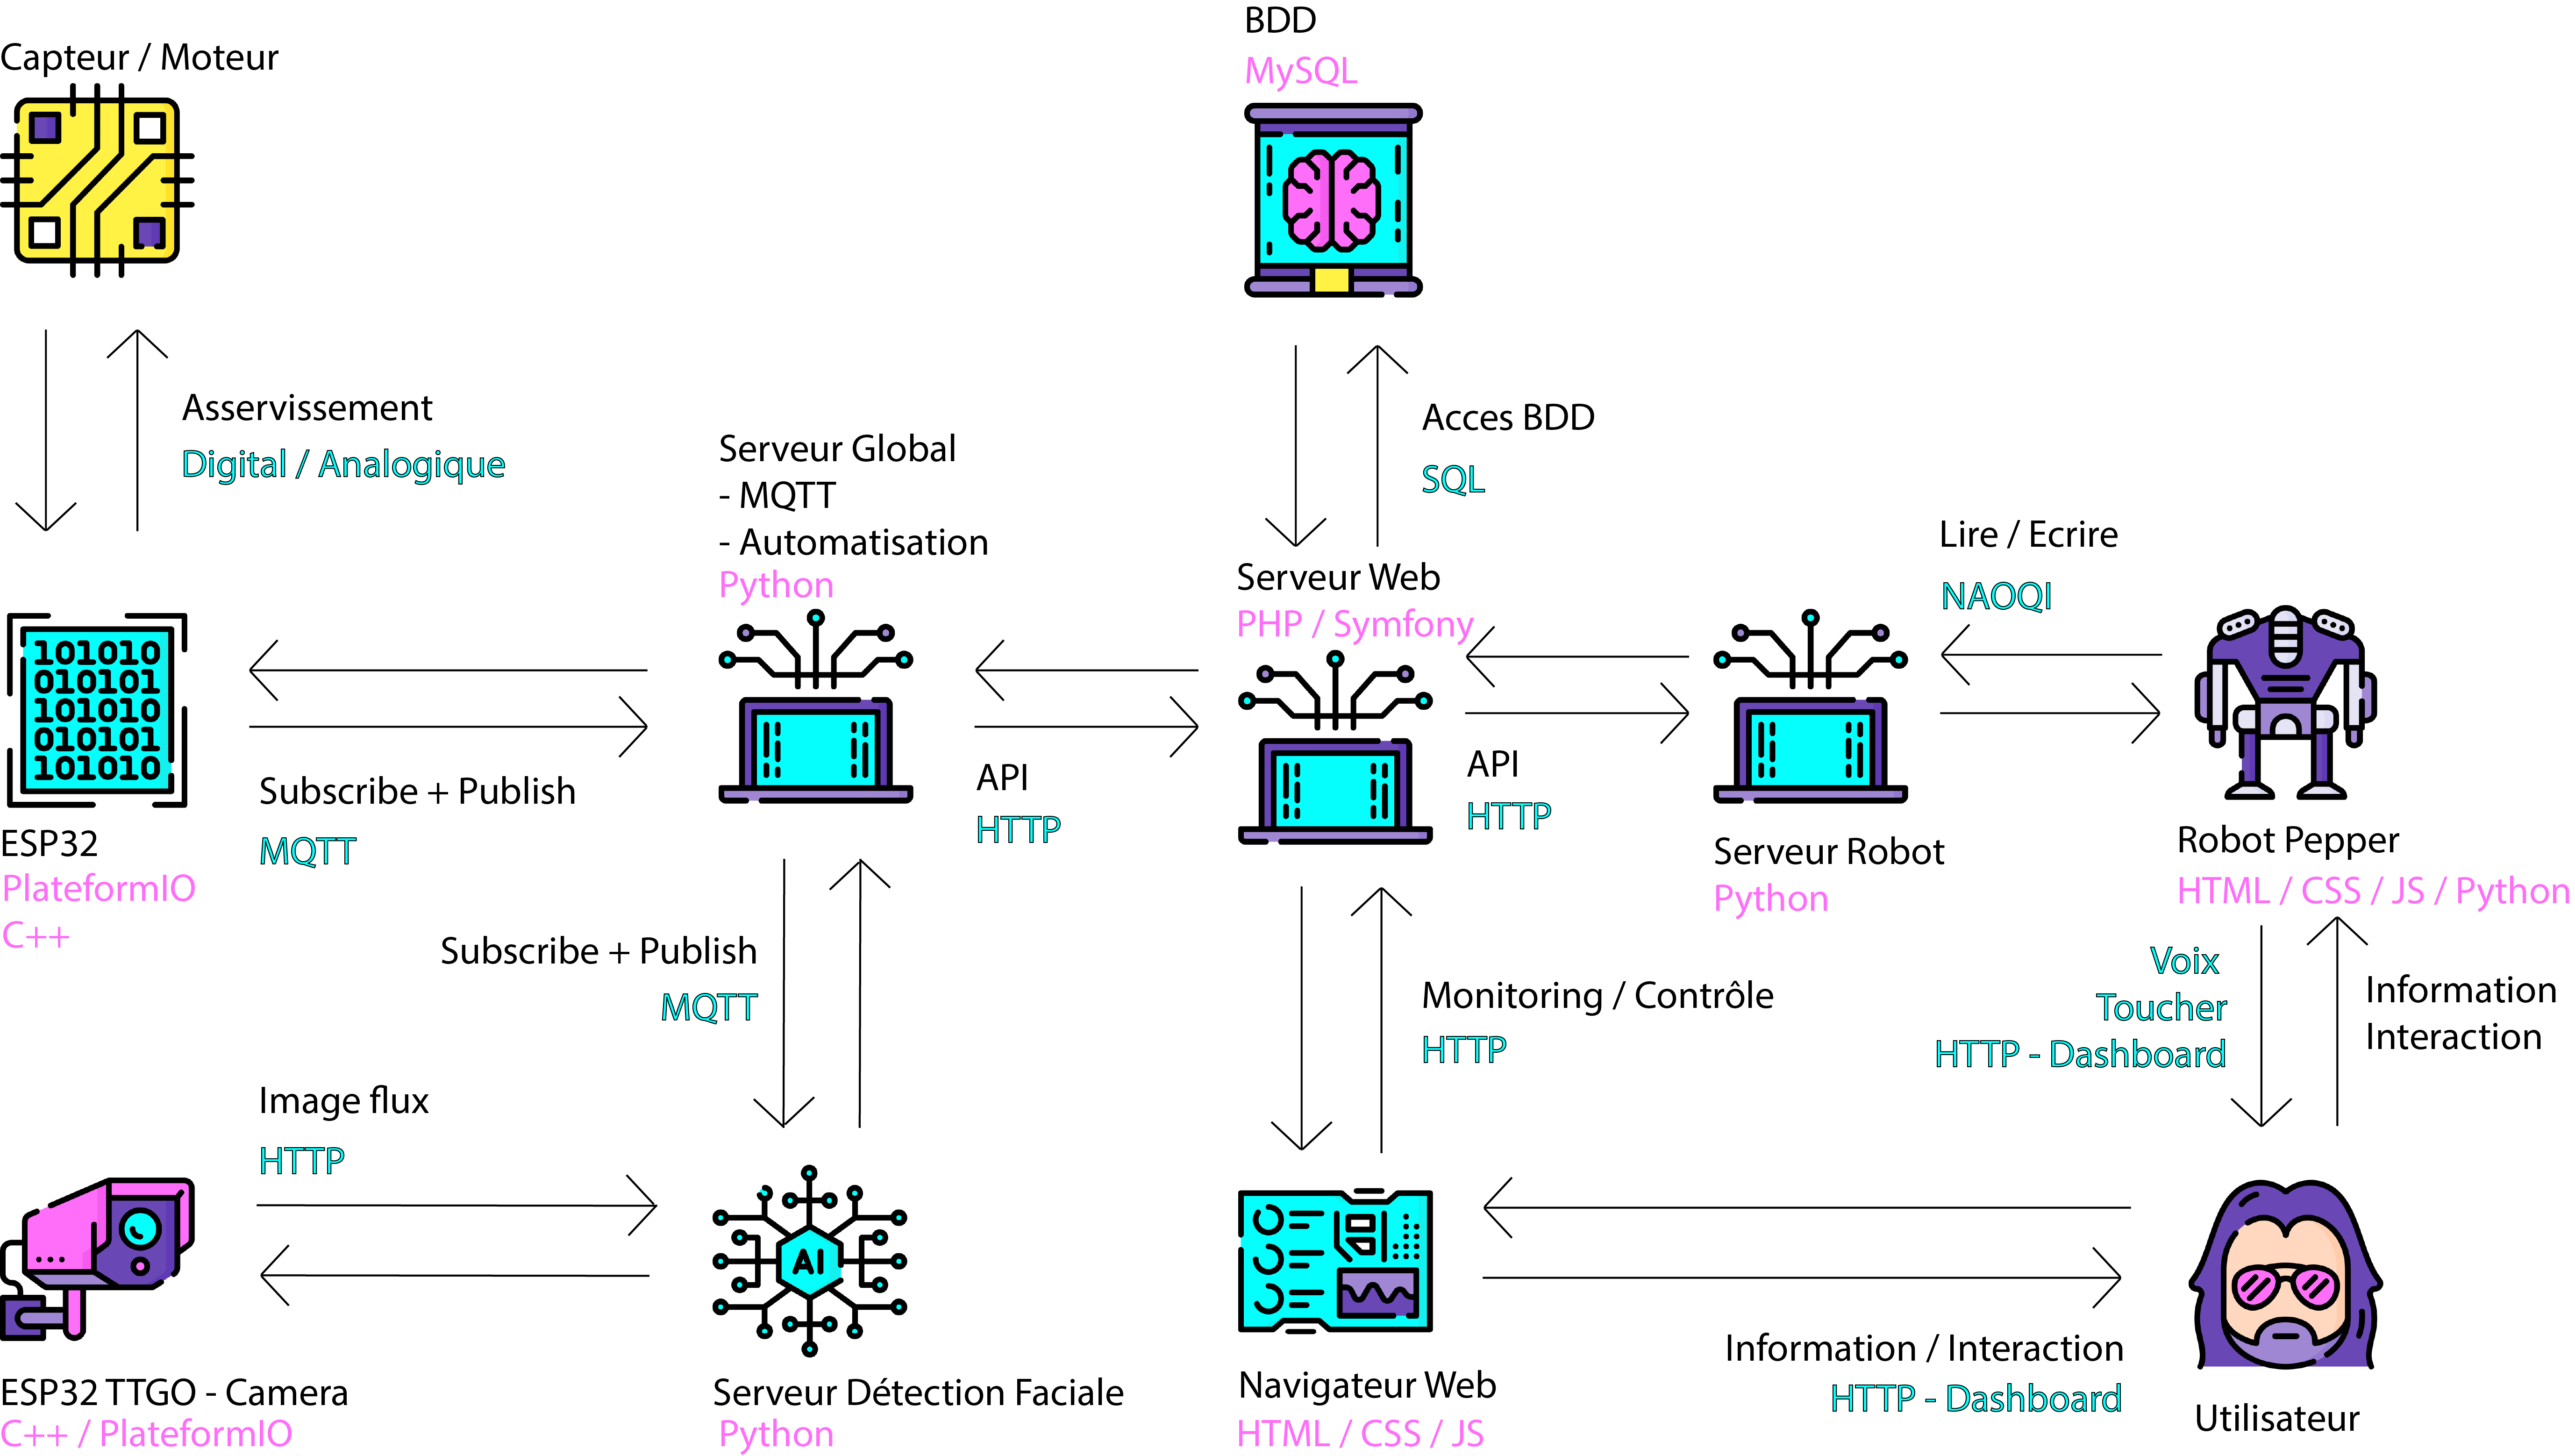 BDD
MySQL
Capteur / Moteur
Asservissement
Digital / Analogique
Acces BDD
SQL
Serveur Global
- MQTT
- Automatisation
Python
Serveur Web
PHP / Symfony
Lire / Ecrire
NAOQI
101010
010101
101010
010101
101010
ESP32
PlateformIO
C++
Subscribe + Publish
MQTT
API
HTTP
API
HTTP
Serveur Robot
Python
Robot Pepper
HTML / CSS / JS / Python
Subscribe + Publish
MQTT
Monitoring / Contrôle
HTTP
Voix
Toucher
HTTP - Dashboard
Information
Interaction
Image flux
HTTP
AI
ESP32 TTGO - Camera
C++ / PlateformIO
Serveur Détection Faciale
Python
Navigateur Web
HTML / CSS / JS
Information / Interaction
HTTP - Dashboard
Utilisateur